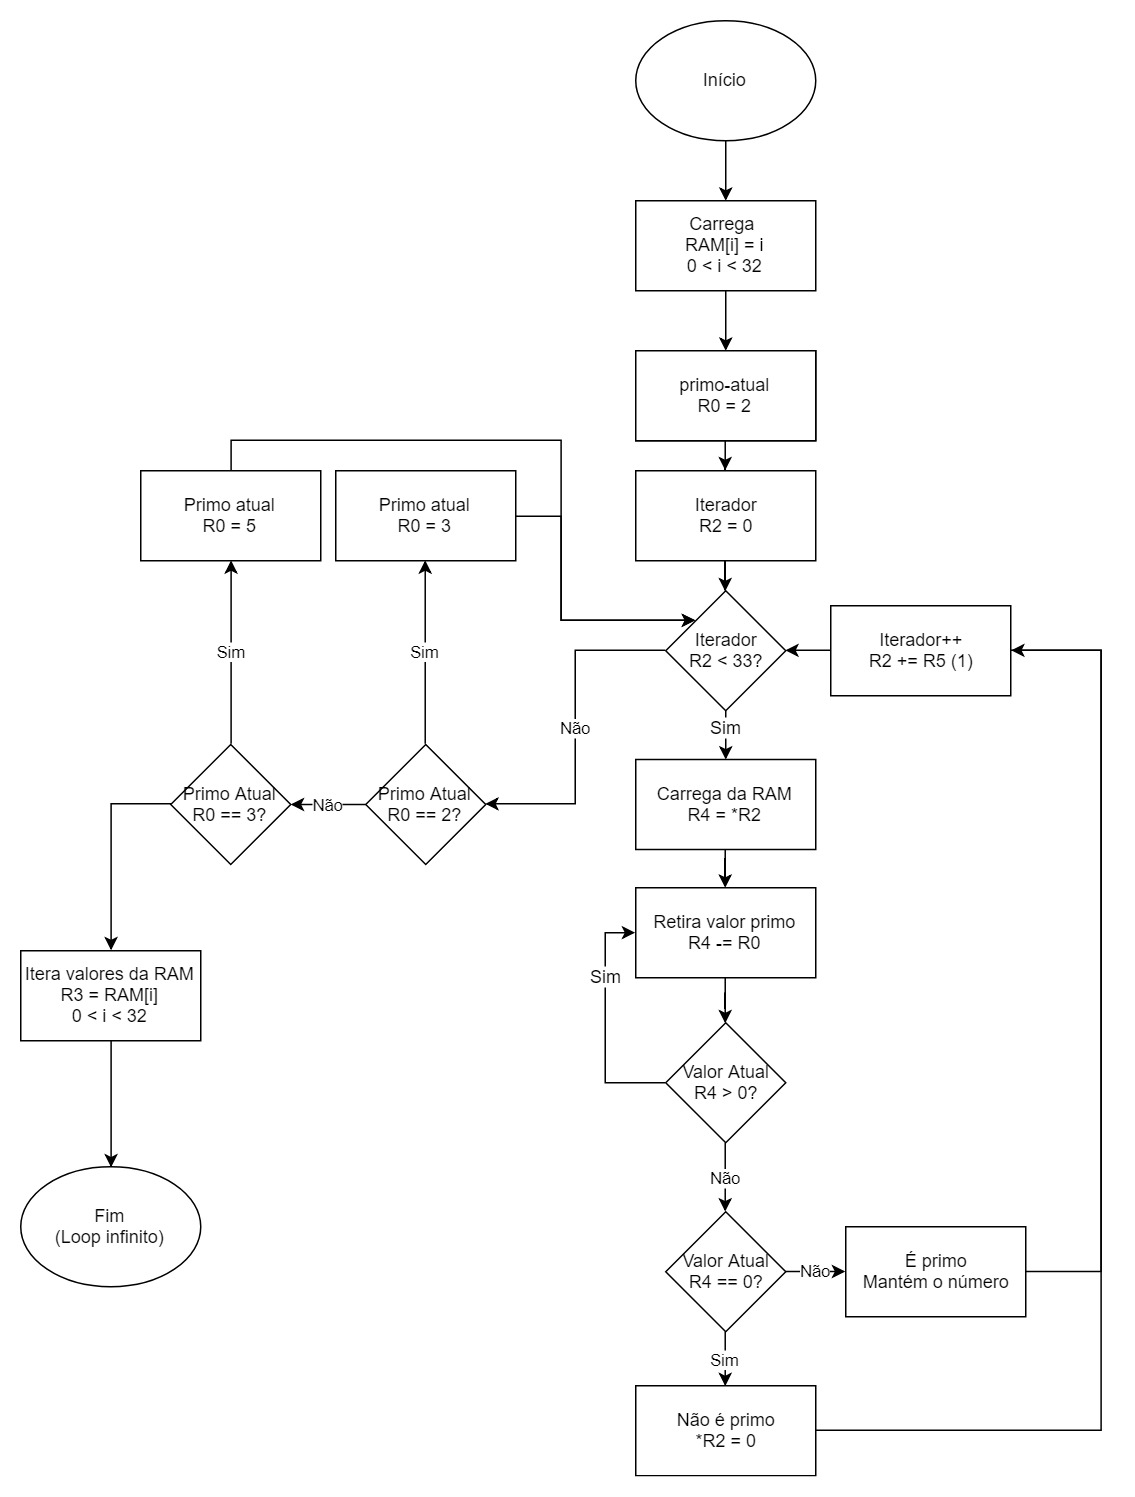 Início
Carrega
RAM[i] = i
0 < i < 32
primo-atual
R0 = 2
Primo atual
R0 = 5
Primo atual
R0 = 3
Iterador
R2 = 0
Sim
Sim
Iterador
R2 < 33?
Iterador++
R2 += R5 (1)
Não
Sim
Primo Atual
R0 == 3?
Não
Primo Atual
R0 == 2?
Carrega da RAM
R4 = *R2
Retira valor primo
R4 -= R0
Sim
Itera valores da RAM
R3 = RAM[i]
0 < i < 32
Valor Atual
R4 > 0?
Não
Fim
(Loop infinito)
Valor Atual
R4 == 0?
Não
É primo
Mantém o número
Sim
Não é primo
*R2 = 0